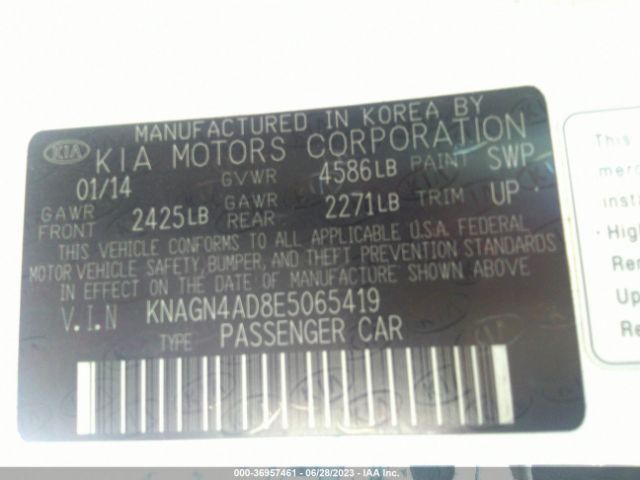 MANUFACTURED IN KOREA BY
KIA KIA MOTORS CORPORATION
01/14 GVWR 4586LB PAINT SWP
GAWR FRONT 2425LB GAWR REAR 2271LB TRIM UP
THIS VEHICLE CONFORMS TO ALL APPLICABLE U.S.A. FEDERAL
MOTOR VEHICLE SAFETY, BUMPER, AND THEFT PREVENTION STANDARDS
IN EFFECT ON THE DATE OF MANUFACTURE SHOWN ABOVE
V.I.N KNAGN4AD8E5065419
TYPE PASSENGER CAR
This
merc
insta
· High
Rer
Up
Re
000-36957461 - 06/28/2023 - IAA Inc.